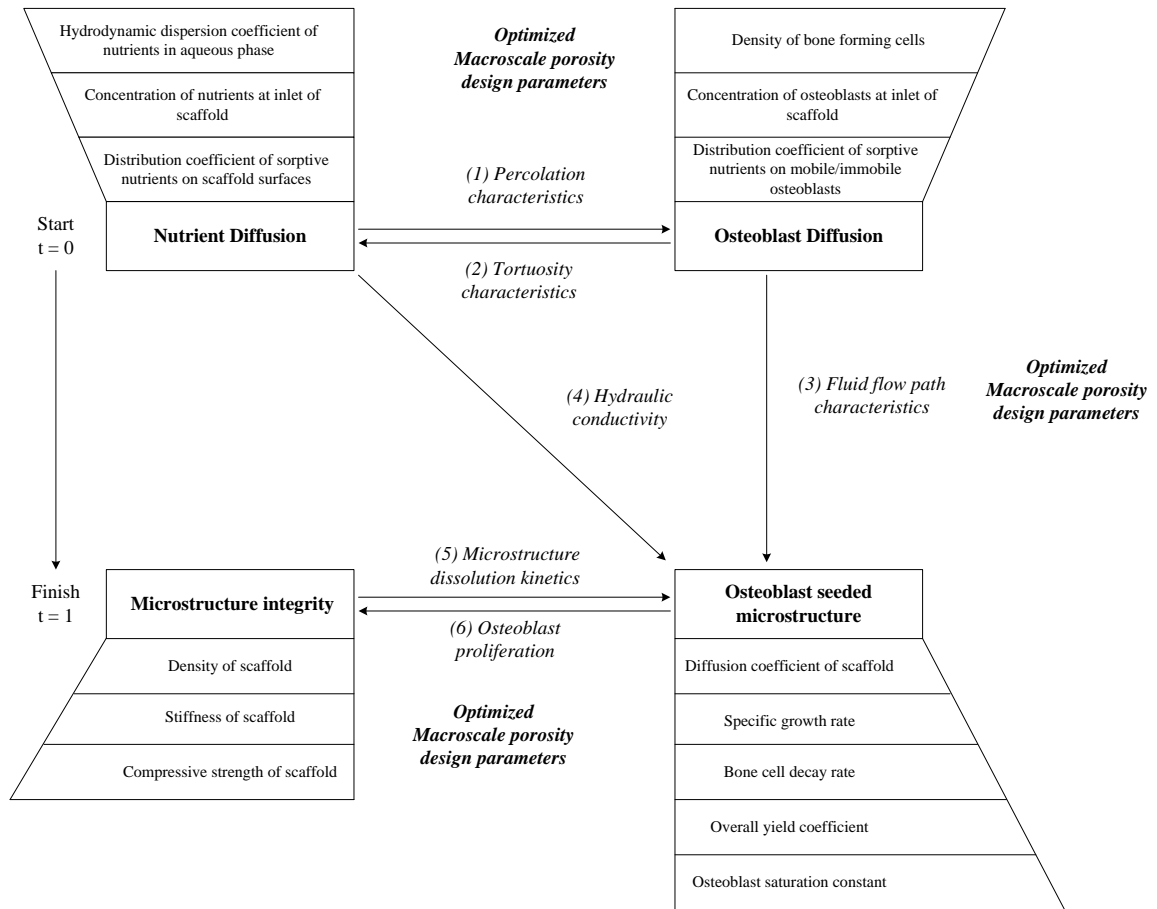 Hydrodynamic dispersion coefficient of
nutrients in aqueous phase
Concentration of nutrients at inlet of
scaffold
Distribution coefficient of sorptive
nutrients on scaffold surfaces
Nutrient Diffusion
Optimized
Macroscale porosity
design parameters
Density of bone forming cells
Concentration of osteoblasts at inlet of
scaffold
Distribution coefficient of sorptive
nutrients on mobile/immobile
osteoblasts
Osteoblast Diffusion
Start
t = 0
(1) Percolation
characteristics
(2) Tortuosity
characteristics
(3) Fluid flow path
characteristics
Optimized
Macroscale porosity
design parameters
(4) Hydraulic
conductivity
Finish
t = 1
(5) Microstructure
dissolution kinetics
(6) Osteoblast
proliferation
Microstructure integrity
Density of scaffold
Stiffness of scaffold
Compressive strength of scaffold
Optimized
Macroscale porosity
design parameters
Osteoblast seeded
microstructure
Diffusion coefficient of scaffold
Specific growth rate
Bone cell decay rate
Overall yield coefficient
Osteoblast saturation constant